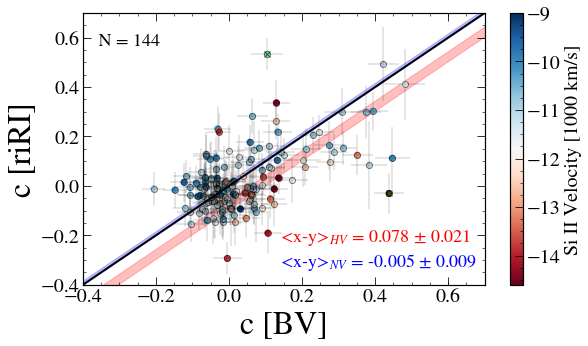 N = 144
c [riRI]
0.6
0.4
0.2
0.0
−0.2
−0.4
<x-y>HV = 0.078 ± 0.021
<x-y>NV = -0.005 ± 0.009
−0.4 −0.2 0.0 0.2 0.4 0.6
c [BV]
−9
−10
−11
−12
−13
−14
Si II Velocity [1000 km/s]